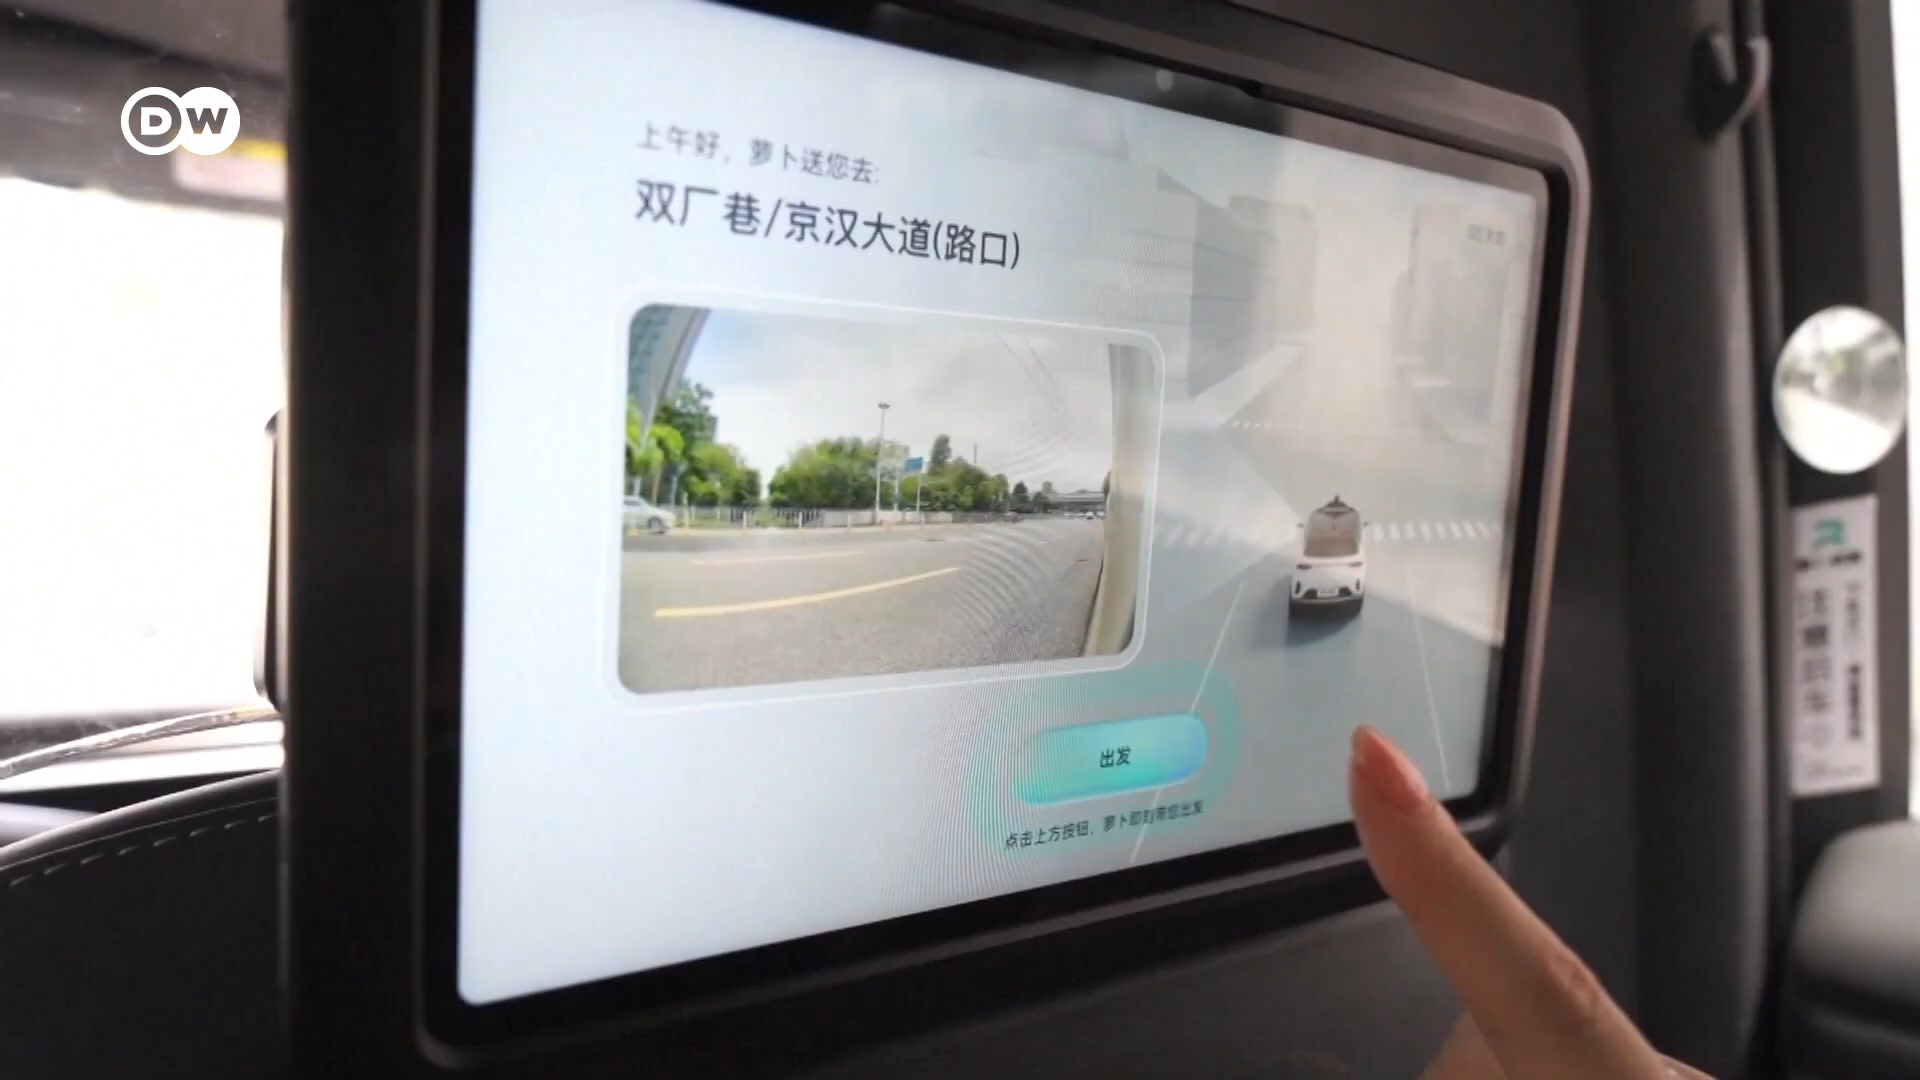 DW
上午好，萝卜送您去:
双厂巷/京汉大道(路口)
出发
点击上方按钮，萝卜即刻带您出发